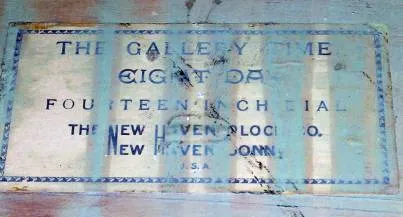 THE GALLERY TIME
EIGHT DAY
FOURTEEN INCH DIAL
THE NEW HAVEN CLOCK CO.
NEW HAVEN CONN.
U.S.A.